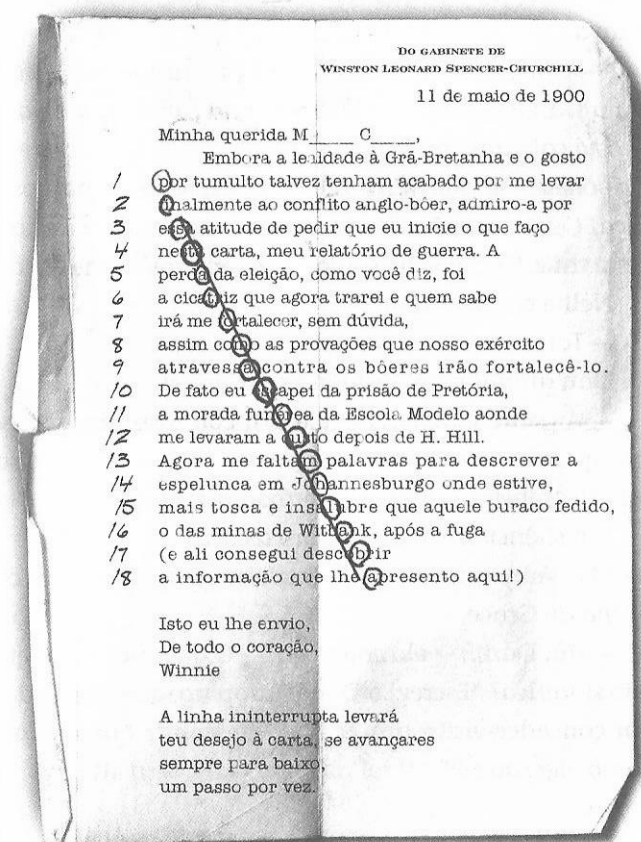 DO GABINETE DE
WINSTON LEONARD SPENCER-CHURCHILL
11 de maio de 1900
Minha querida M____ C____,
Embora a lealdade à Grã-Bretanha e o gosto
1 por tumulto talvez tenham acabado por me levar
2 finalmente ao conflito anglo-bôer, admiro-a por
3 essa atitude de pedir que eu inicie o que faço
4 nesta carta, meu relatório de guerra. A
5 perda da eleição, como você diz, foi
6 a cicatriz que agora trarei e quem sabe
7 irá me fortalecer, sem dúvida,
8 assim como as provações que nosso exército
9 atravessa contra os bôeres irão fortalecê-lo.
10 De fato eu escapei da prisão de Pretória,
11 a morada funérea da Escola Modelo aonde
12 me levaram a custo depois de H. Hill.
13 Agora me faltam palavras para descrever a
14 espelunca em Johannesburgo onde estive,
15 mais tosca e insalubre que aquele buraco fedido,
16 o das minas de Witbank, após a fuga
17 (e ali consegui descobrir
18 a informação que lhe apresento aqui!)
Isto eu lhe envio,
De todo o coração,
Winnie
A linha ininterrupta levará
teu desejo à carta, se avançares
sempre para baixo,
um passo por vez.